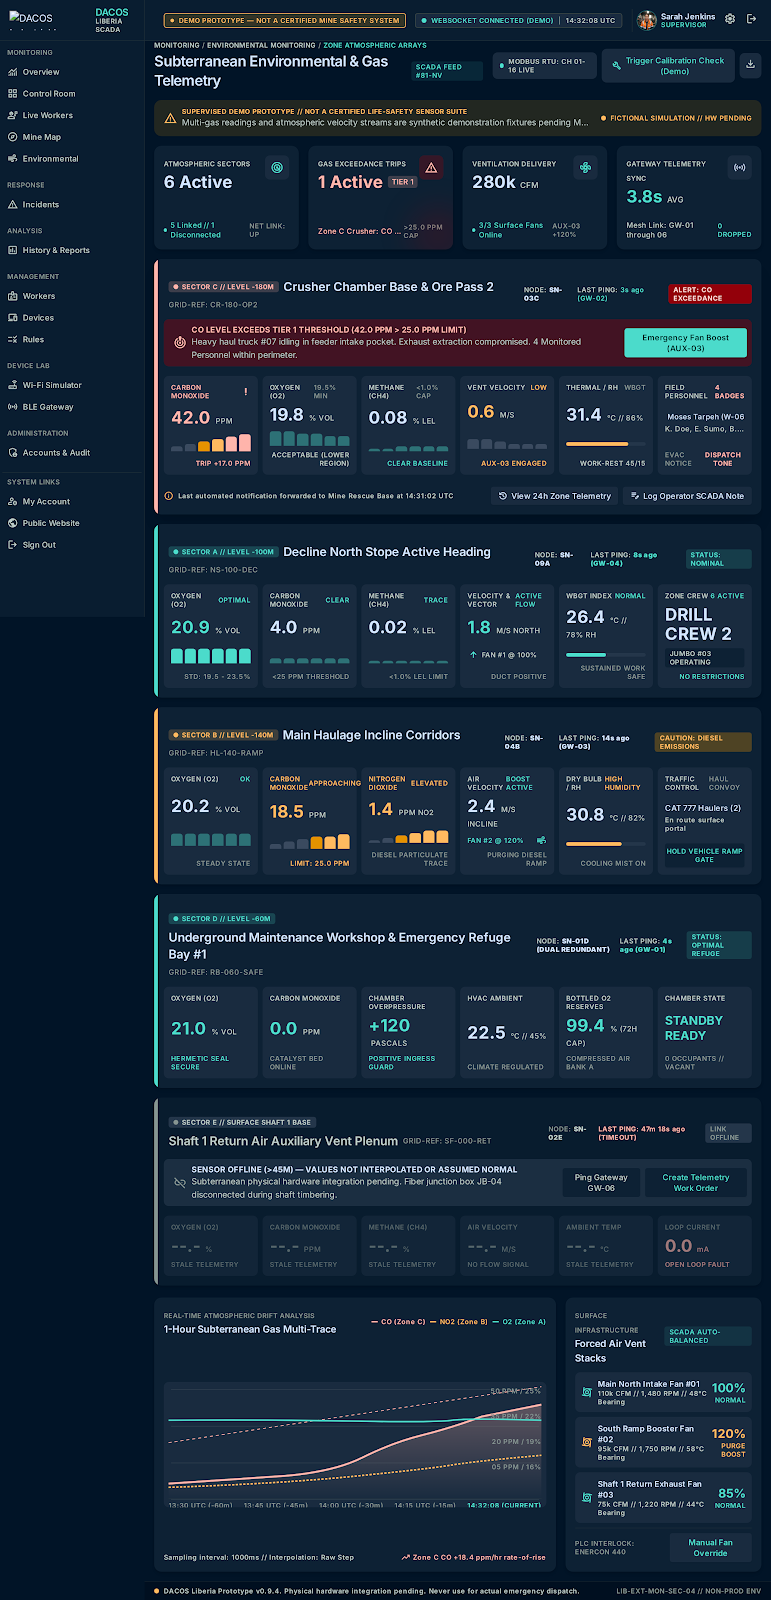 DACOS
DACOS
LIBERIA
SCADA
DEMO PROTOTYPE — NOT A CERTIFIED MINE SAFETY SYSTEM
WEBSOCKET CONNECTED (DEMO) | 14:32:08 UTC
Sarah Jenkins
SUPERVISOR
MONITORING
Overview
Control Room
Live Workers
Mine Map
Environmental
RESPONSE
Incidents
ANALYSIS
History & Reports
MANAGEMENT
Workers
Devices
Rules
DEVICE LAB
Wi-Fi Simulator
BLE Gateway
ADMINISTRATION
Accounts & Audit
SYSTEM LINKS
My Account
Public Website
Sign Out
MONITORING / ENVIRONMENTAL MONITORING / ZONE ATMOSPHERIC ARRAYS
Subterranean Environmental & Gas
Telemetry
SCADA FEED
#81-NV
MODBUS RTU: CH 01-
16 LIVE
Trigger Calibration Check
(Demo)
SUPERVISED DEMO PROTOTYPE // NOT A CERTIFIED LIFE-SAFETY SENSOR SUITE
Multi-gas readings and atmospheric velocity streams are synthetic demonstration fixtures pending M...
FICTIONAL SIMULATION // HW PENDING
ATMOSPHERIC SECTORS
6 Active
5 Linked // 1
Disconnected
NET LINK:
UP
GAS EXCEEDANCE TRIPS
1 Active TIER 1
Zone C Crusher: CO ...
>25.0 PPM
CAP
VENTILATION DELIVERY
280k CFM
3/3 Surface Fans
Online
AUX-03
+120%
GATEWAY TELEMETRY
SYNC
3.8s AVG
Mesh Link: GW-01
through 06
0
DROPPED
SECTOR C // LEVEL -180M
Crusher Chamber Base & Ore Pass 2
GRID-REF: CR-180-OP2
NODE: SN-
03C
LAST PING: 3s ago
(GW-02)
ALERT: CO
EXCEEDANCE
CO LEVEL EXCEEDS TIER 1 THRESHOLD (42.0 PPM > 25.0 PPM LIMIT)
Heavy haul truck #07 idling in feeder intake pocket. Exhaust extraction compromised. 4 Monitored
Personnel within perimeter.
Emergency Fan Boost
(AUX-03)
CARBON
MONOXIDE
!
42.0 PPM
TRIP +17.0 PPM
OXYGEN
(O2)
19.5%
MIN
19.8 % VOL
ACCEPTABLE (LOWER
REGION)
METHANE
(CH4)
<1.0%
CAP
0.08 % LEL
CLEAR BASELINE
VENT VELOCITY LOW
0.6 M/S
AUX-03 ENGAGED
THERMAL / RH WBGT
31.4 °C // 86%
WORK-REST 45/15
FIELD
PERSONNEL
4
BADGES
Moses Tarpeh (W-06
K. Doe, E. Sumo, B....
EVAC
NOTICE
DISPATCH
TONE
Last automated notification forwarded to Mine Rescue Base at 14:31:02 UTC
View 24h Zone Telemetry
Log Operator SCADA Note
SECTOR A // LEVEL -100M
Decline North Stope Active Heading
GRID-REF: NS-100-DEC
NODE: SN-
09A
LAST PING: 8s ago
(GW-04)
STATUS:
NOMINAL
OXYGEN
(O2)
OPTIMAL
20.9 % VOL
STD: 19.5 - 23.5%
CARBON
MONOXIDE
CLEAR
4.0 PPM
<25 PPM THRESHOLD
METHANE
(CH4)
TRACE
0.02 % LEL
<1.0% LEL LIMIT
VELOCITY &
VECTOR
ACTIVE
FLOW
1.8 M/S NORTH
FAN #1 @ 100%
DUCT POSITIVE
WBGT INDEX NORMAL
26.4 °C //
78% RH
SUSTAINED WORK
SAFE
ZONE CREW 6 ACTIVE
DRILL
CREW 2
JUMBO #03
OPERATING
NO RESTRICTIONS
SECTOR B // LEVEL -140M
Main Haulage Incline Corridors
GRID-REF: HL-140-RAMP
NODE: SN-
04B
LAST PING: 14s ago
(GW-03)
CAUTION: DIESEL
EMISSIONS
OXYGEN (O2) OK
20.2 % VOL
STEADY STATE
CARBON
MONOXIDE
APPROACHING
18.5 PPM
LIMIT: 25.0 PPM
NITROGEN
DIOXIDE
ELEVATED
1.4 PPM NO2
DIESEL PARTICULATE
TRACE
AIR
VELOCITY
BOOST
ACTIVE
2.4 M/S
INCLINE
FAN #2 @ 120%
PURGING DIESEL
RAMP
DRY BULB
/ RH
HIGH
HUMIDITY
30.8 °C // 82%
COOLING MIST ON
TRAFFIC
CONTROL
HAUL
CONVOY
CAT 777 Haulers (2)
En route surface
portal
HOLD VEHICLE RAMP
GATE
SECTOR D // LEVEL -60M
Underground Maintenance Workshop & Emergency Refuge
Bay #1
GRID-REF: RB-060-SAFE
NODE: SN-01D
(DUAL REDUNDANT)
LAST PING: 4s
ago (GW-01)
STATUS:
OPTIMAL
REFUGE
OXYGEN (O2)
21.0 % VOL
HERMETIC SEAL
SECURE
CARBON MONOXIDE
0.0 PPM
CATALYST BED
ONLINE
CHAMBER
OVERPRESSURE
+120
PASCALS
POSITIVE INGRESS
GUARD
HVAC AMBIENT
22.5 °C // 45%
CLIMATE REGULATED
BOTTLED O2
RESERVES
99.4 % (72H
CAP)
COMPRESSED AIR
BANK A
CHAMBER STATE
STANDBY
READY
0 OCCUPANTS //
VACANT
SECTOR E // SURFACE SHAFT 1 BASE
Shaft 1 Return Air Auxiliary Vent Plenum GRID-REF: SF-000-RET
NODE: SN-
02E
LAST PING: 47m 18s ago
(TIMEOUT)
LINK
OFFLINE
SENSOR OFFLINE (>45M) — VALUES NOT INTERPOLATED OR ASSUMED NORMAL
Subterranean physical hardware integration pending. Fiber junction box JB-04
disconnected during shaft timbering.
Ping Gateway
GW-06
Create Telemetry
Work Order
OXYGEN (O2)
--.- %
STALE TELEMETRY
CARBON MONOXIDE
--.- PPM
STALE TELEMETRY
METHANE (CH4)
--.- %
STALE TELEMETRY
AIR VELOCITY
--.- M/S
NO FLOW SIGNAL
AMBIENT TEMP
--.- °C
STALE TELEMETRY
LOOP CURRENT
0.0 mA
OPEN LOOP FAULT
REAL-TIME ATMOSPHERIC DRIFT ANALYSIS
1-Hour Subterranean Gas Multi-Trace
CO (Zone C)
NO2 (Zone B)
O2 (Zone A)
50 PPM / 25%
20 PPM / 19%
05 PPM / 16%
13:30 UTC (-60m)
13:45 UTC (-45m)
14:00 UTC (-30m)
14:15 UTC (-15m)
14:32:08 (CURRENT)
Sampling interval: 1000ms // Interpolation: Raw Step
Zone C CO +18.4 ppm/hr rate-of-rise
SURFACE
INFRASTRUCTURE
Forced Air Vent
Stacks
SCADA AUTO-
BALANCED
Main North Intake Fan #01
110k CFM // 1,480 RPM // 48°C
Bearing
100%
NORMAL
South Ramp Booster Fan
#02
95k CFM // 1,750 RPM // 58°C
Bearing
120%
PURGE
BOOST
Shaft 1 Return Exhaust Fan
#03
75k CFM // 1,220 RPM // 44°C
Bearing
85%
NORMAL
PLC INTERLOCK:
ENERCON 440
Manual Fan
Override
DACOS Liberia Prototype v0.9.4. Physical hardware integration pending. Never use for actual emergency dispatch.
LIB-EXT-MON-SEC-04 // NON-PROD ENV